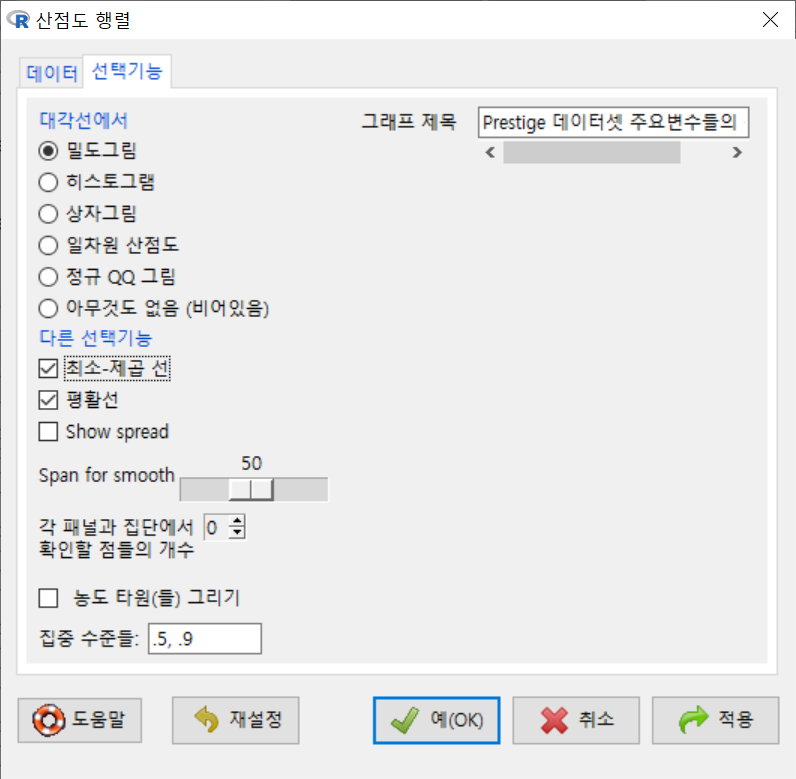 산점도 행렬
데이터 선택기능
대각선에서
그래프 제목 Prestige 데이터셋 주요변수들의
밀도그림
히스토그램
상자그림
일차원 산점도
정규 QQ 그림
아무것도 없음 (비어있음)
다른 선택기능
최소-제곱 선
평활선
Show spread
50
Span for smooth
각 패널과 집단에서 0
확인할 점들의 개수
농도 타원(들) 그리기
집중 수준들: .5, .9
도움말 재설정 예(OK) 취소 적용